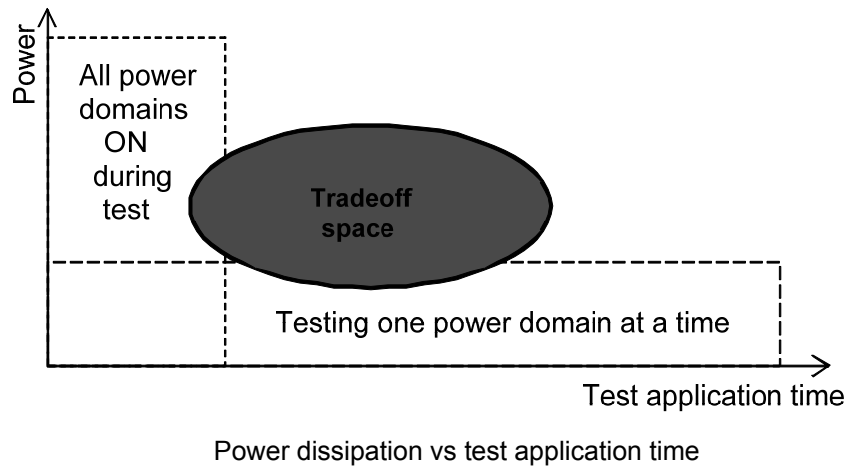 Power
All power
domains
ON
during
test
Tradeoff
space
Testing one power domain at a time
Test application time
Power dissipation vs test application time